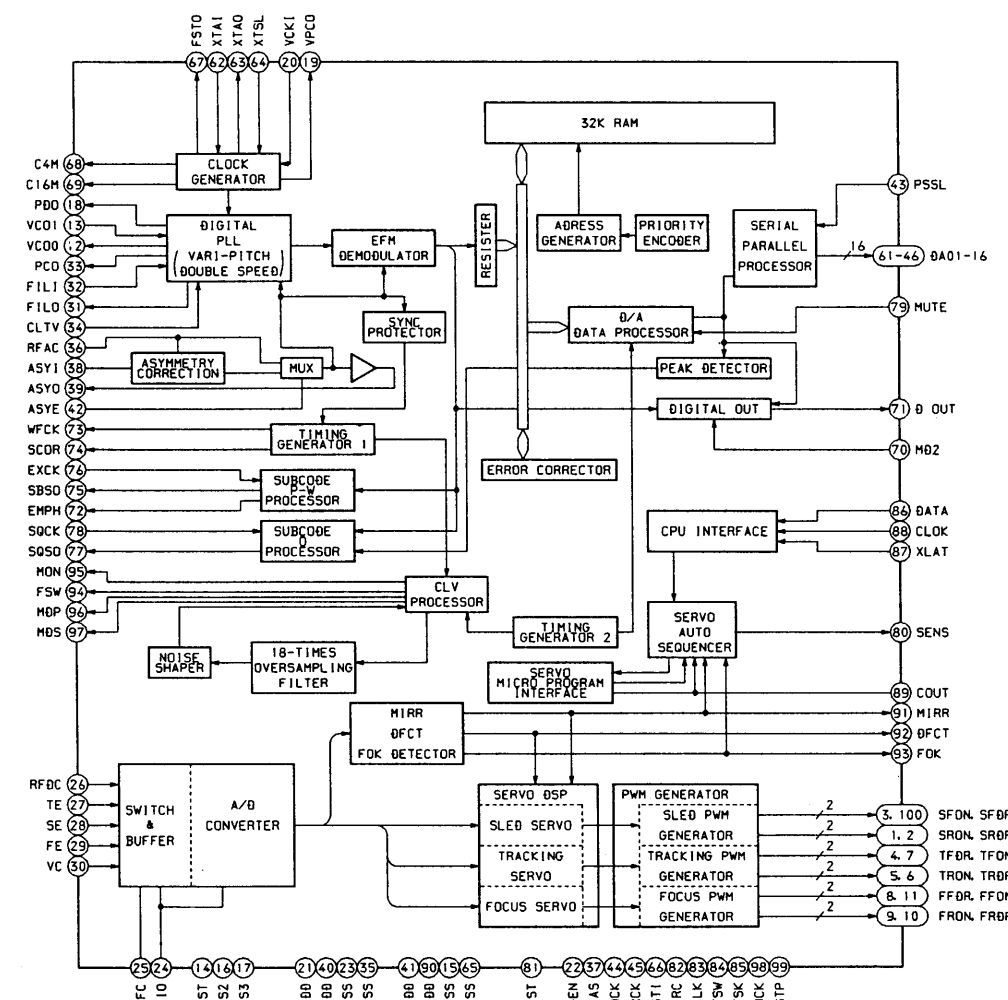 FSTO
XTAI
XTAO
XTSL
VCKI
VPCO
67 62 63 64 20 19
32K RAM
C4M 68
C16M 69
PDO 18
VCOI 13
VCOO
PCO 33
FILI 32
FILO 31
CLTV 34
RFAC 36
ASYI 38
ASYO 39
ASYE 42
WFCK 73
SCOR 74
EXCK 76
SBSO 75
EMPH 72
SQCK 78
SQSO 77
MON 95
FSW 94
MDP 96
MDS 97
CLOCK
GENERATOR
DIGITAL
PLL
( VARI-PITCH
DOUBLE SPEED )
EFM
DEMODULATOR
RESISTER
ADRESS
GENERATOR
PRIORITY
ENCODER
SERIAL
PARALLEL
PROCESSOR
43 PSSL
16
61-46 DA01-16
79 MUTE
SYNC
PROTECTOR
D/A
DATA PROCESSOR
ASYMMETRY
CORRECTION
MUX
PEAK DETECTOR
DIGITAL OUT
71 D OUT
70 MD2
TIMING
GENERATOR 1
ERROR CORRECTOR
SUBCODE
P-W
PROCESSOR
SUBCODE
Q
PROCESSOR
CPU INTERFACE
86 DATA
88 CLOK
87 XLAT
CLV
PROCESSOR
TIMING
GENERATOR 2
SERVO
AUTO
SEQUENCER
80 SENS
NOISE
SHAPER
18-TIMES
OVERSAMPLING
FILTER
SERVO
MICRO PROGRAM
INTERFACE
89 COUT
91 MIRR
92 DFCT
93 FOK
MIRR
DFCT
FOK DETECTOR
RFDC 26
TE 27
SE 28
FE 29
VC 30
SWITCH
&
BUFFER
A/D
CONVERTER
SERVO DSP
SLED SERVO
TRACKING
SERVO
FOCUS SERVO
PWM GENERATOR
SLED PWM
GENERATOR
TRACKING PWM
GENERATOR
FOCUS PWM
GENERATOR
2 3. 100 SFON. SFDR
2 1. 2 SRON. SRDR
2 4. 7 TFDR. TFON
2 5. 6 TRON. TRDR
2 8. 11 FFDR. FFON
2 9. 10 FRON. FRDR
25 24 14 16 17 21 40 23 35 41 90 15 65 81 22 37 44 45 66 82 83 84 85 98 99